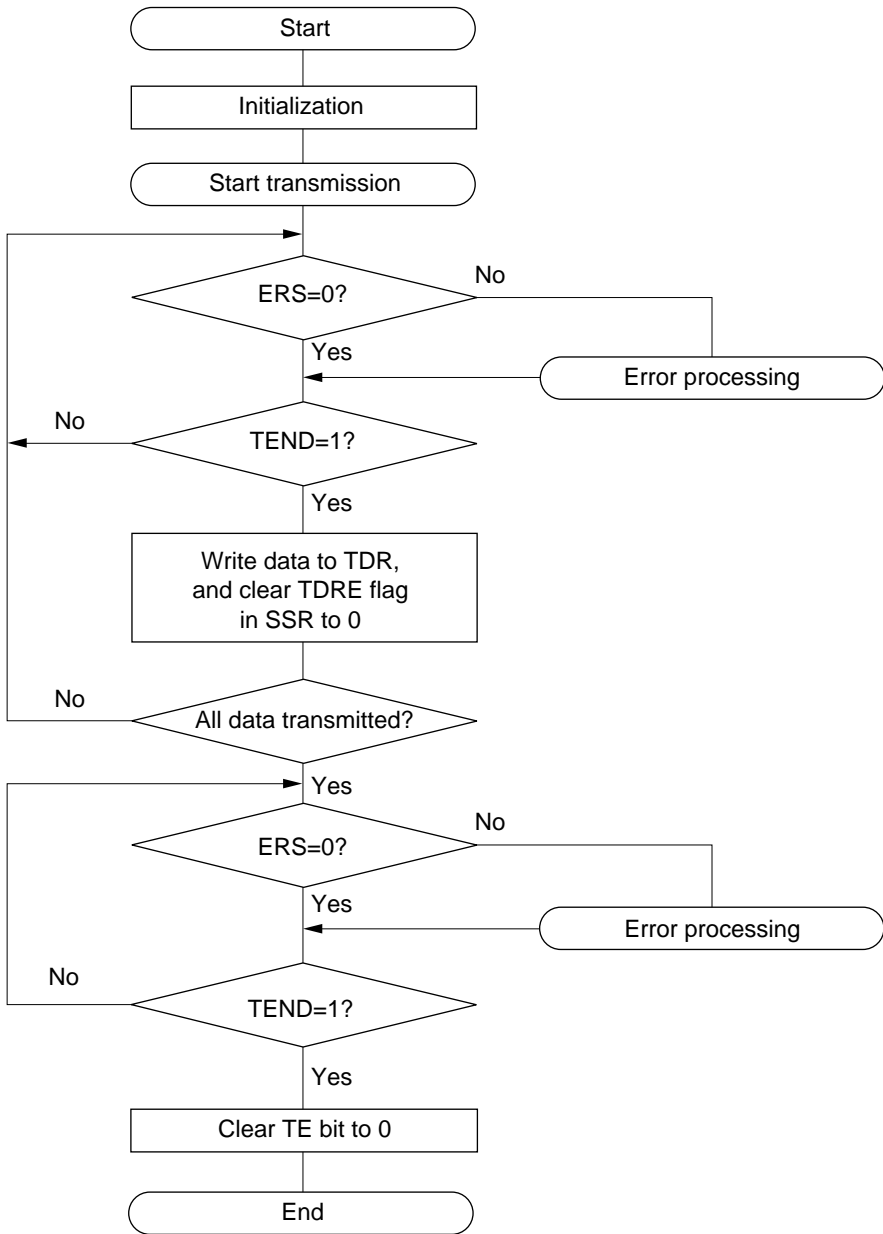 Start
Initialization
Start transmission
ERS=0?
No
Yes
Error processing
No
TEND=1?
Yes
Write data to TDR,
and clear TDRE flag
in SSR to 0
No
All data transmitted?
Yes
ERS=0?
No
Yes
Error processing
No
TEND=1?
Yes
Clear TE bit to 0
End